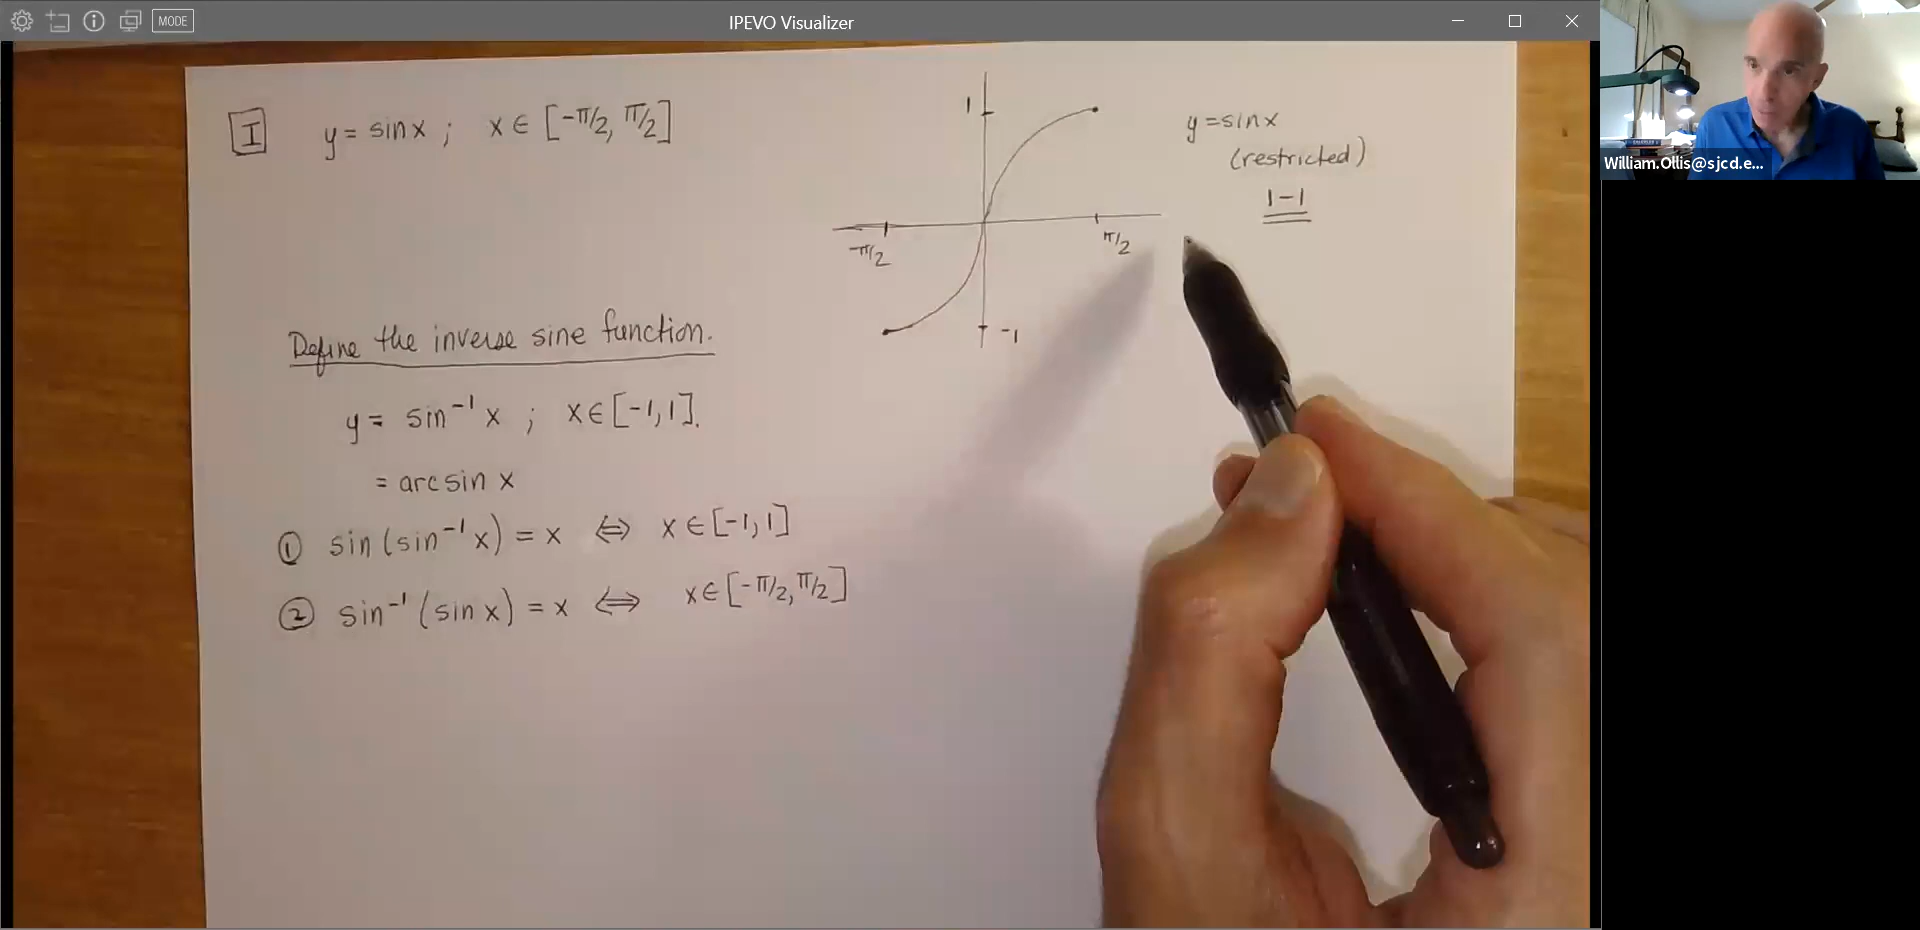 MODE
IPEVO Visualizer
I y = sin x ; x ∈ [-π/2, π/2]
1
y = sin x
(restricted)
1-1
-π/2
π/2
-1
Define the inverse sine function.
y = sin⁻¹ x ; x ∈ [-1, 1].
= arcsin x
① sin (sin⁻¹ x) = x ⇔ x ∈ [-1, 1]
② sin⁻¹ (sin x) = x ⇔ x ∈ [-π/2, π/2]
William.Ollis@sjcd.e...